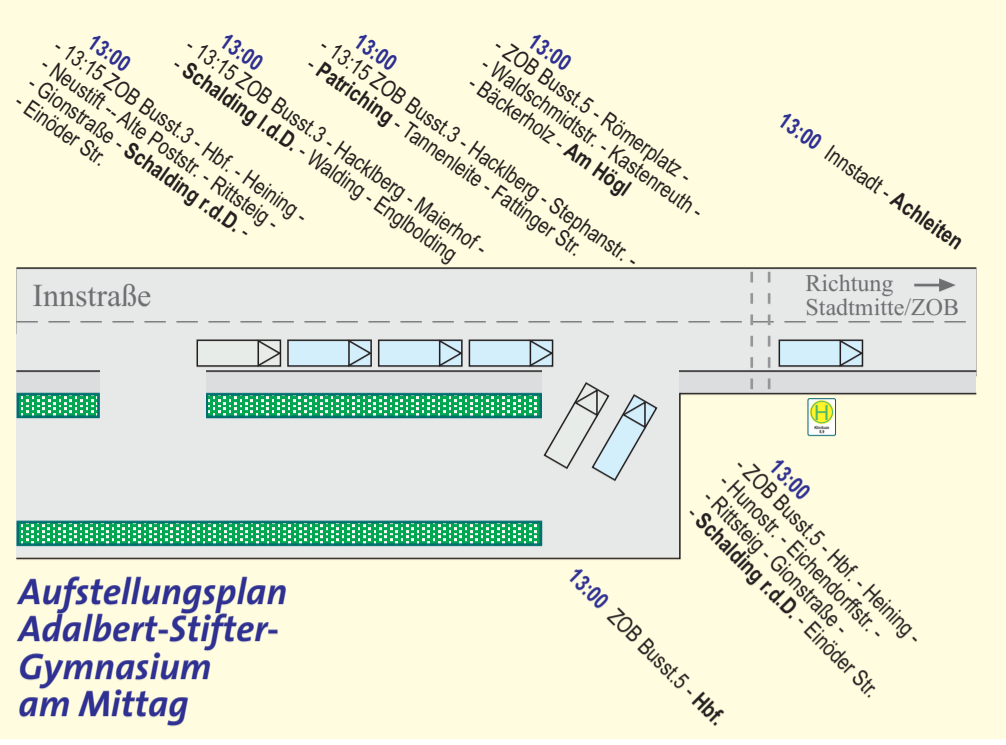 13:00
- 13:15 ZOB Busst.3 - Hbf. - Heining -
- Neustift -- Alte Poststr. - Rittsteig -
- Gionstraße - Schalding r.d.D. -
- Einöder Str.
13:00
- 13:15 ZOB Busst.3 - Hacklberg - Maierhof -
- Schalding l.d.D. - Walding - Englbolding
13:00
- 13:15 ZOB Busst.3 - Hacklberg - Stephanstr. -
- Patriching - Tannenleite - Fattinger Str.
13:00
- ZOB Busst.5 - Römerplatz -
- Waldschmidtstr. - Kastenreuth -
- Bäckerholz - Am Högl
13:00 Innstadt - Achleiten
Innstraße
Richtung
Stadtmitte/ZOB
H
13:00
- ZOB Busst.5 - Hbf. - Heining -
- Hunostr. - Eichendorffstr. -
- Rittsteig - Gionstraße -
- Schalding r.d.D. - Einöder Str.
13:00 ZOB Busst.5 - Hbf.
Aufstellungsplan
Adalbert-Stifter-
Gymnasium
am Mittag